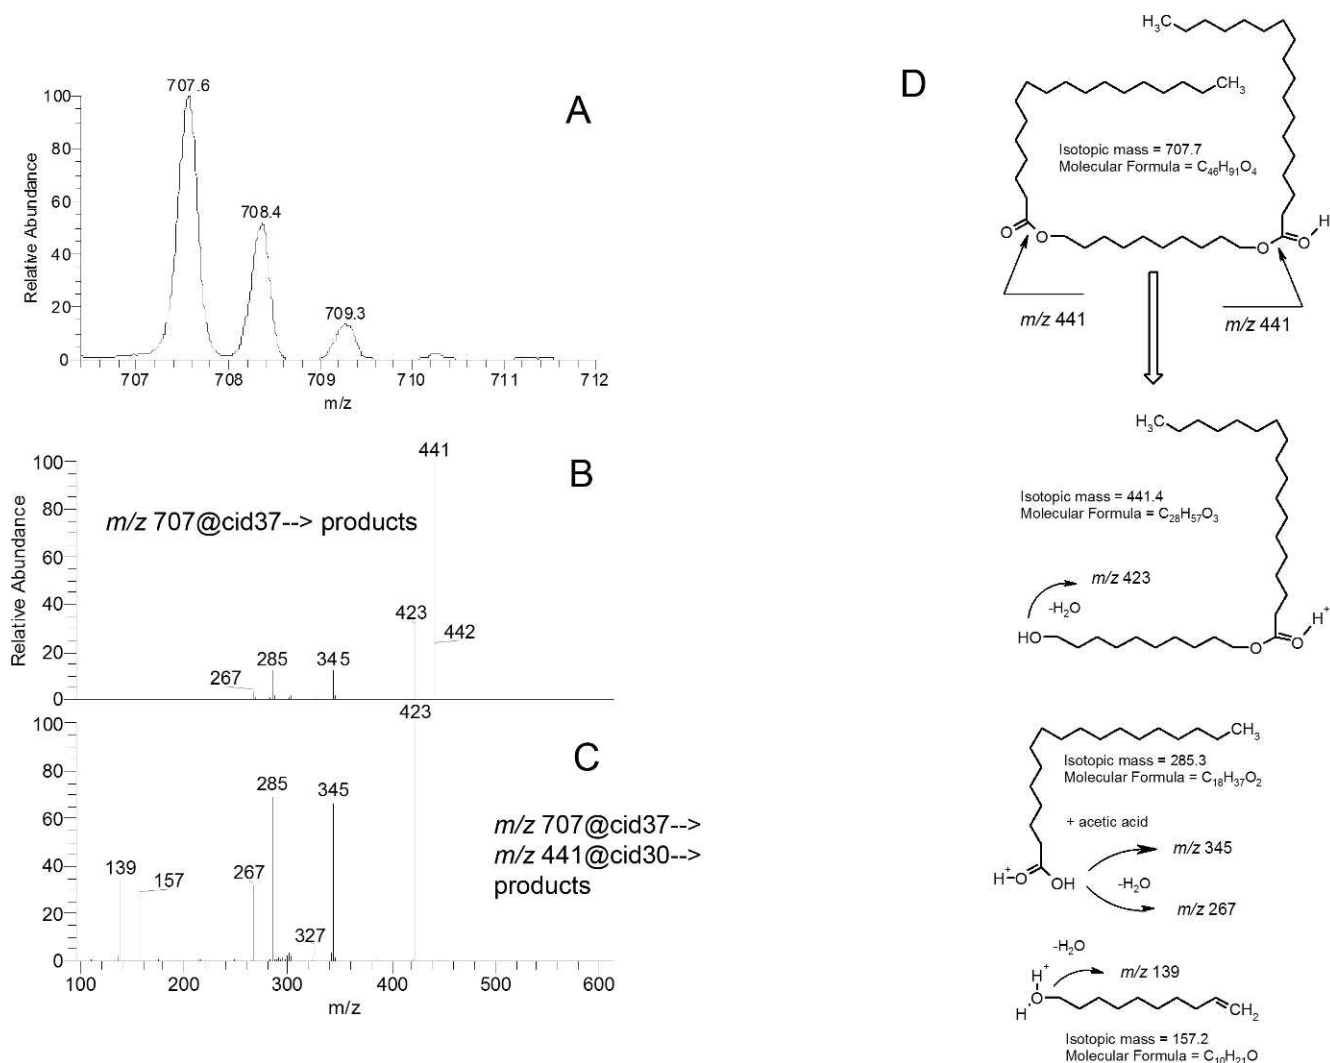 A
707.6
708.4
709.3
100
80
60
40
20
0
Relative Abundance
707
708
709
710
711
712
m/z
B
m/z 707@cid37--> products
441
423
442
345
285
267
100
80
60
40
20
0
Relative Abundance
C
423
m/z 707@cid37-->
m/z 441@cid30-->
products
285
345
139
157
267
327
100
80
60
40
20
0
100
200
300
400
500
600
m/z
D
H₃C
CH₃
Isotopic mass = 707.7
Molecular Formula = C₄₆H₉₁O₄
O
O
O
O
H
m/z 441
m/z 441
H₃C
Isotopic mass = 441.4
Molecular Formula = C₂₈H₅₇O₃
m/z 423
-H₂O
HO
O
O
H⁺
CH₃
Isotopic mass = 285.3
Molecular Formula = C₁₈H₃₇O₂
+ acetic acid
m/z 345
H⁺
O
OH
-H₂O
m/z 267
-H₂O
H⁺
m/z 139
O
H
CH₂
Isotopic mass = 157.2
Molecular Formula = C₁₀H₂₁O